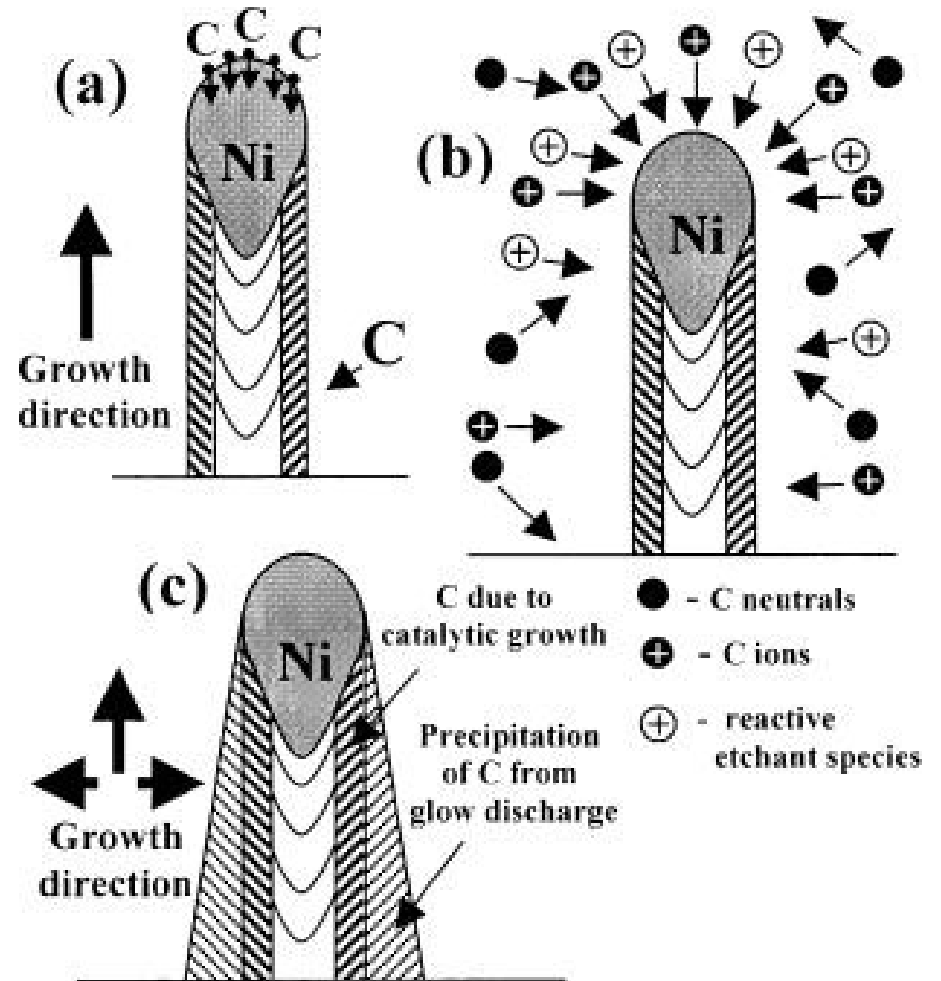 (a)
C C C
Ni
C
Growth
direction
(b)
Ni
(c)
Ni
C due to
catalytic growth
Precipitation
of C from
glow discharge
Growth
direction
- C neutrals
- C ions
- reactive
etchant species